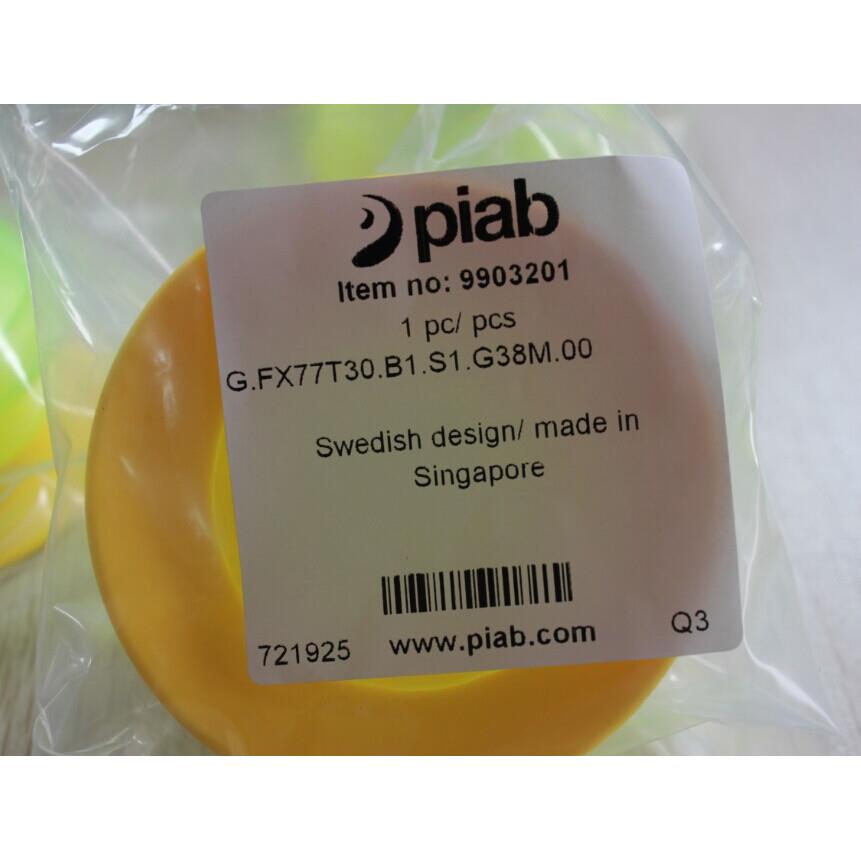 piab
Item no: 9903201
1 pc/ pcs
G.FX77T30.B1.S1.G38M.00
Swedish design/ made in
Singapore
721925 www.piab.com Q3